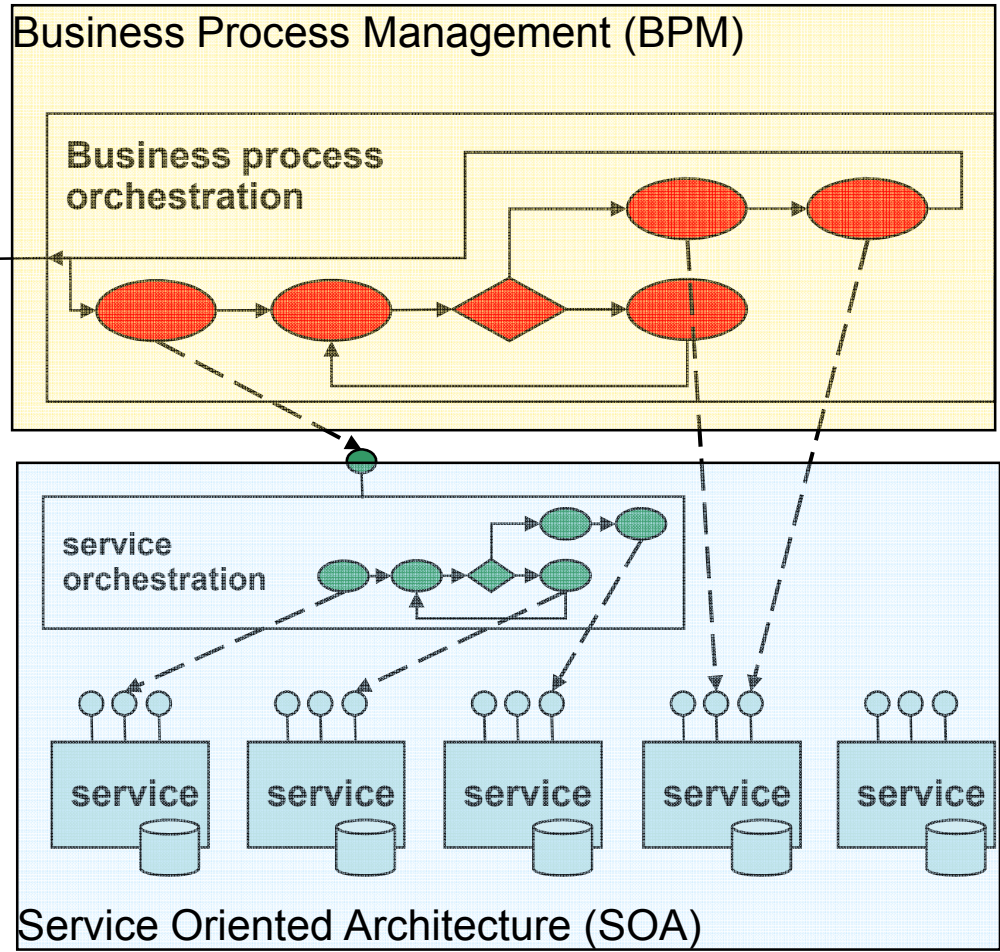 Business Process Management (BPM)
Business process
orchestration
service
orchestration
service
service
service
service
service
Service Oriented Architecture (SOA)